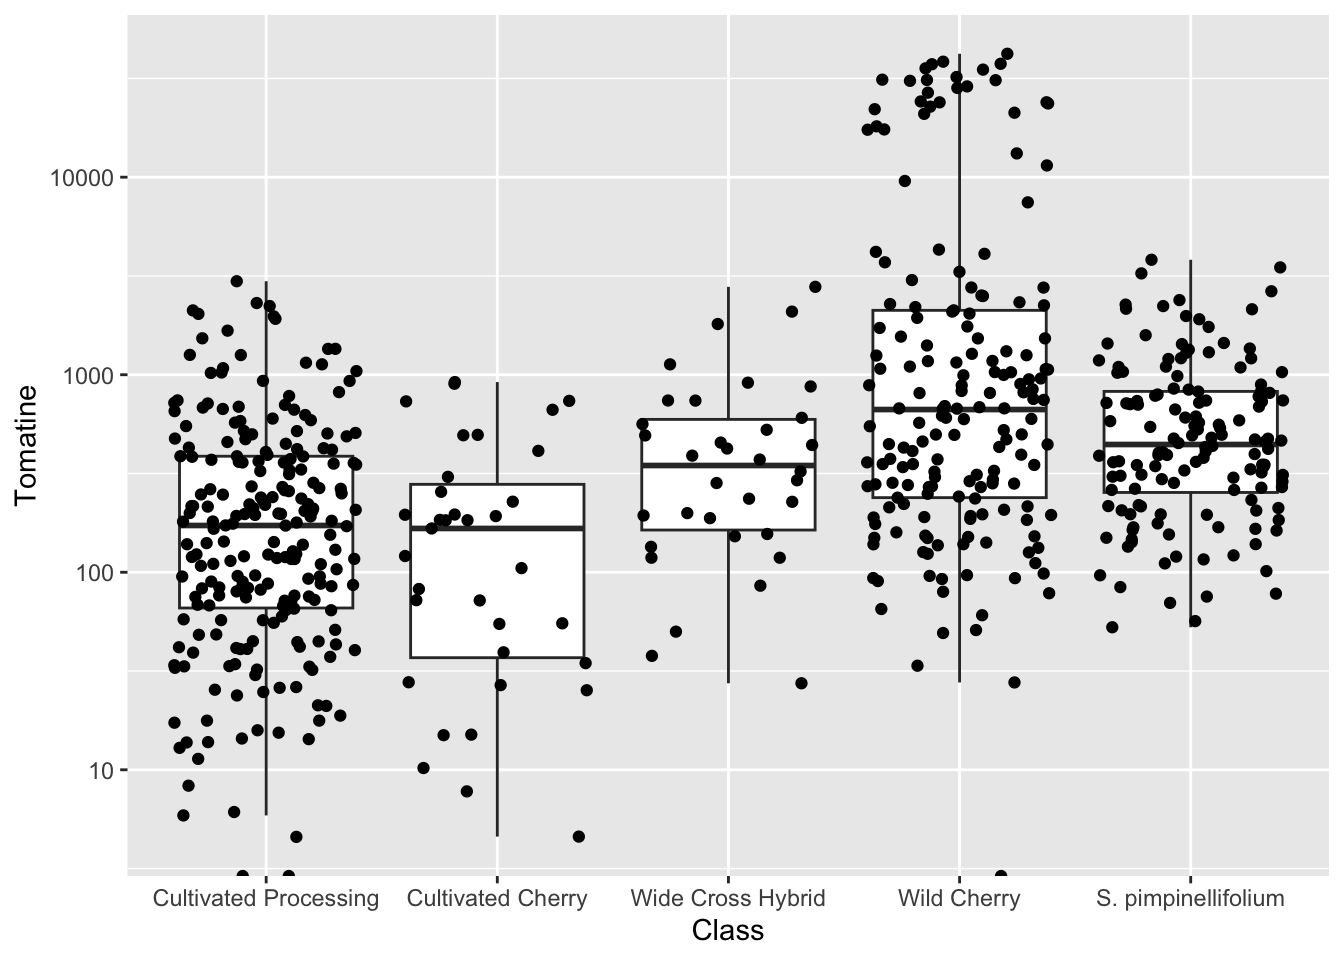 Tomatine
10000
1000
100
10
Cultivated Processing Cultivated Cherry Wide Cross Hybrid Wild Cherry S. pimpinellifolium
Class